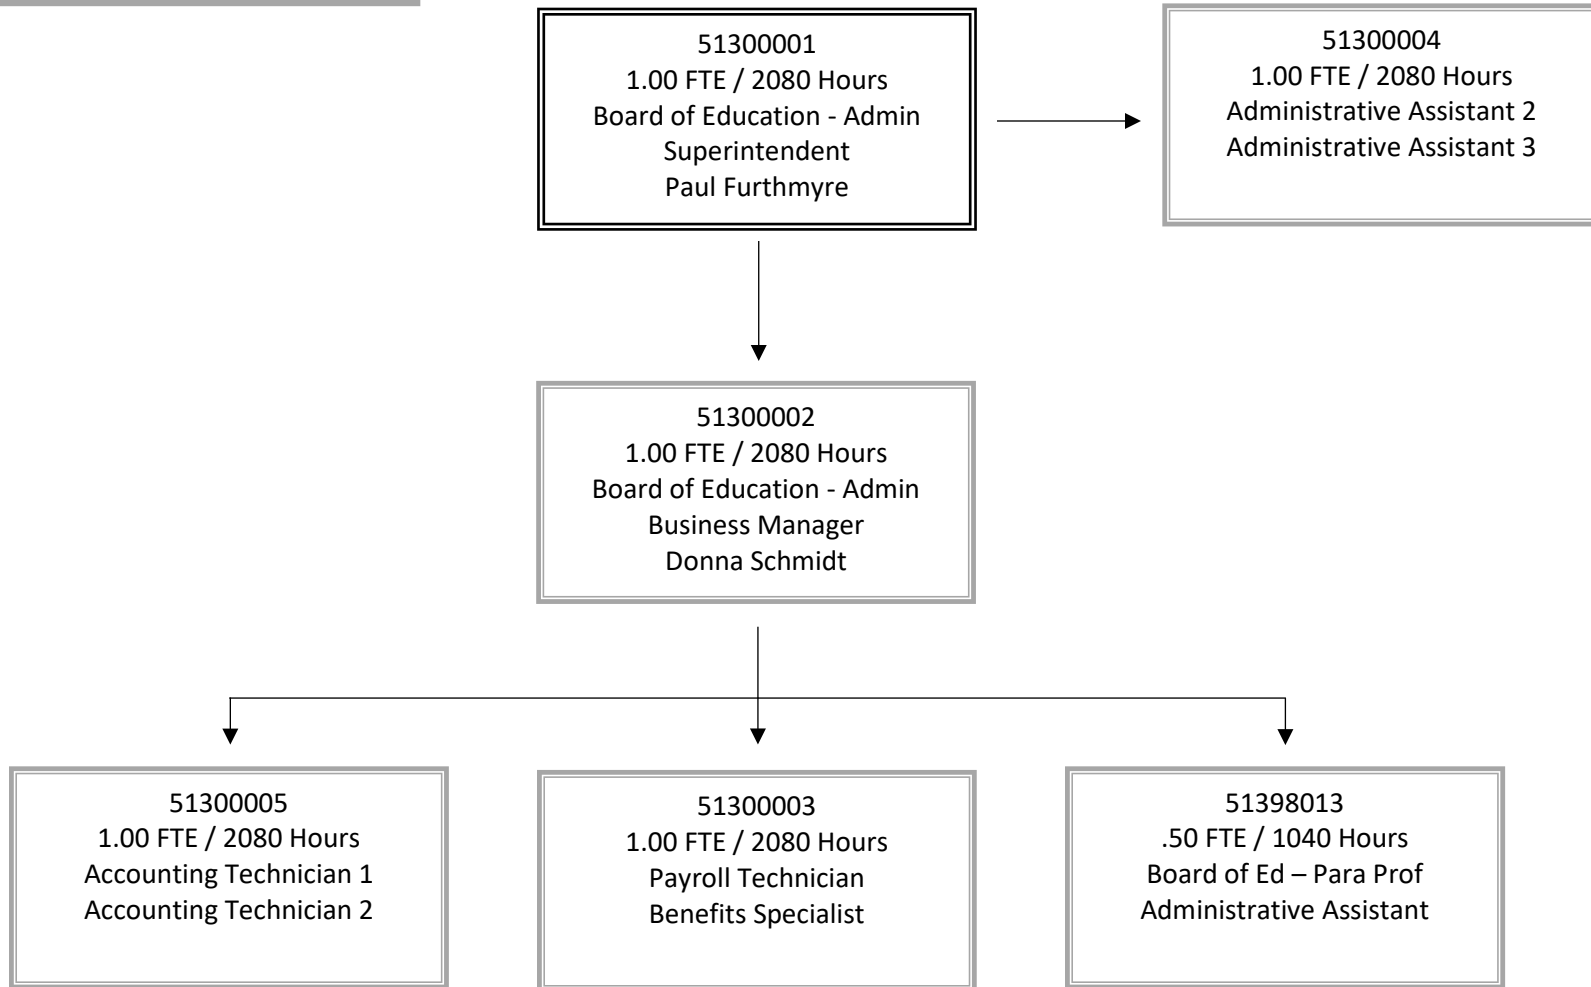 51300001
1.00 FTE / 2080 Hours
Board of Education - Admin
Superintendent
Paul Furthmyre
51300004
1.00 FTE / 2080 Hours
Administrative Assistant 2
Administrative Assistant 3
51300002
1.00 FTE / 2080 Hours
Board of Education - Admin
Business Manager
Donna Schmidt
51300005
1.00 FTE / 2080 Hours
Accounting Technician 1
Accounting Technician 2
51300003
1.00 FTE / 2080 Hours
Payroll Technician
Benefits Specialist
51398013
.50 FTE / 1040 Hours
Board of Ed – Para Prof
Administrative Assistant